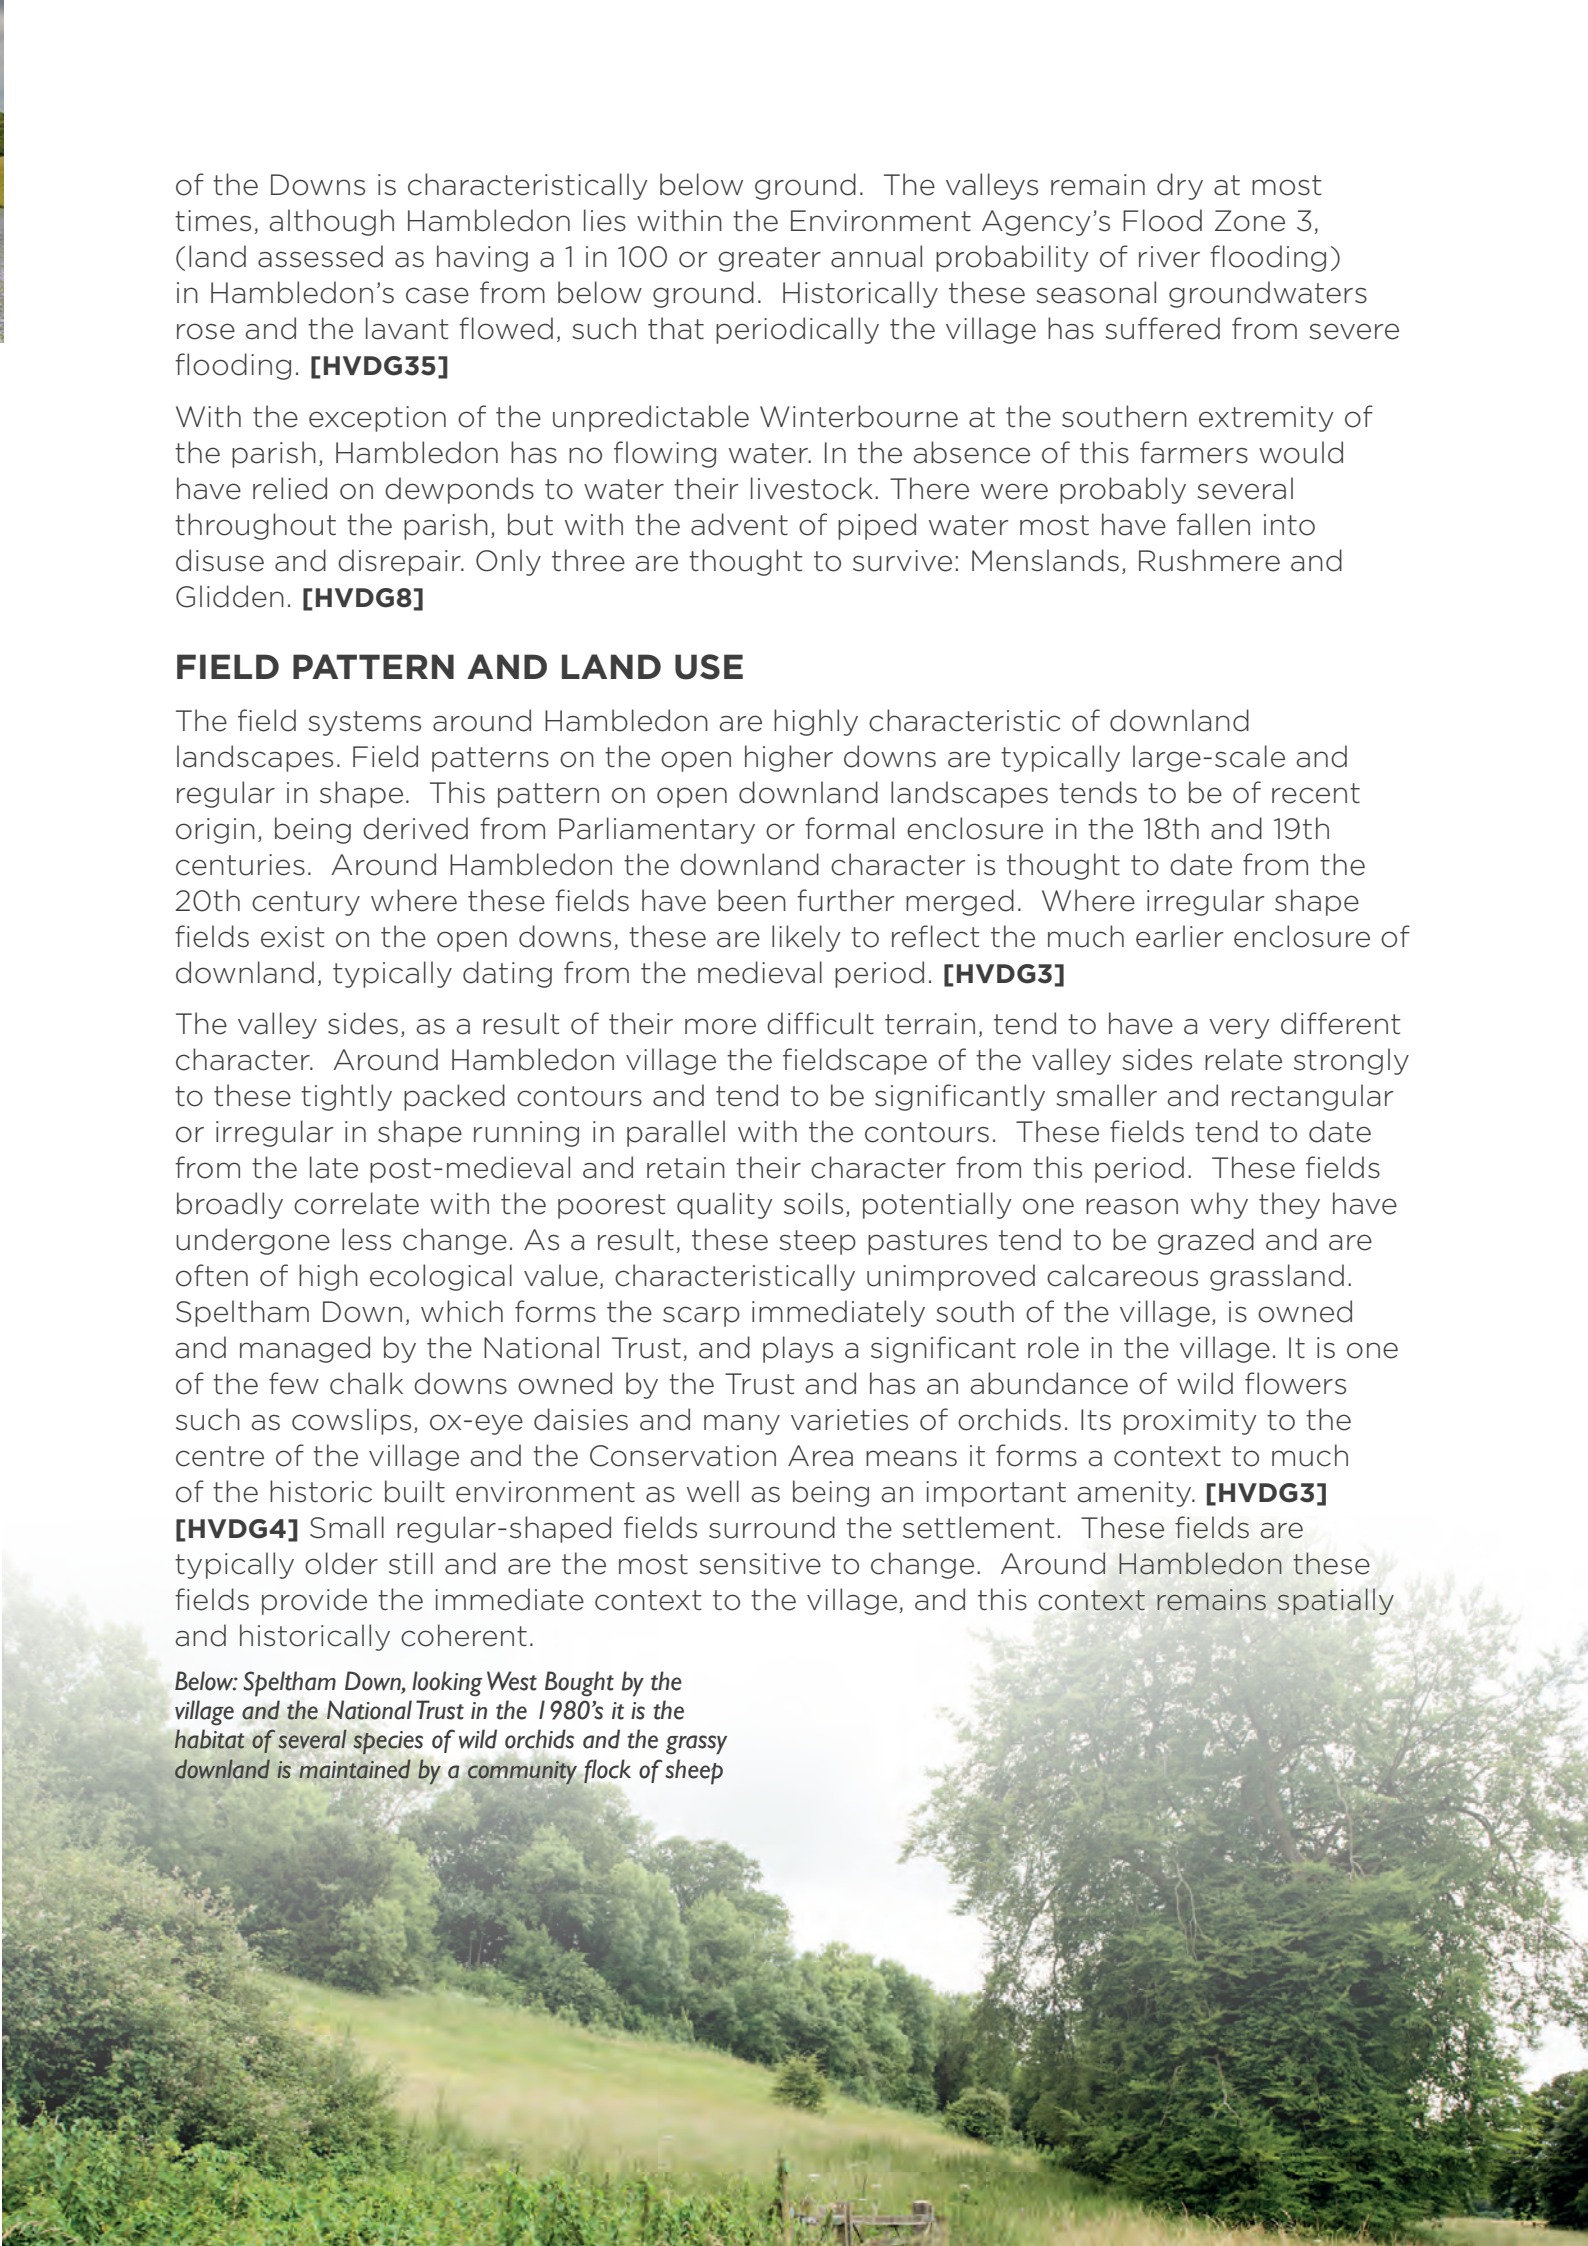 of the Downs is characteristically below ground.  The valleys remain dry at most
times, although Hambledon lies within the Environment Agency’s Flood Zone 3,
(land assessed as having a 1 in 100 or greater annual probability of river flooding)
in Hambledon’s case from below ground.  Historically these seasonal groundwaters
rose and the lavant flowed, such that periodically the village has suffered from severe
flooding. [HVDG35]
With the exception of the unpredictable Winterbourne at the southern extremity of
the parish, Hambledon has no flowing water. In the absence of this farmers would
have relied on dewponds to water their livestock. There were probably several
throughout the parish, but with the advent of piped water most have fallen into
disuse and disrepair. Only three are thought to survive: Menslands, Rushmere and
Glidden. [HVDG8]
FIELD PATTERN AND LAND USE
The field systems around Hambledon are highly characteristic of downland
landscapes. Field patterns on the open higher downs are typically large-scale and
regular in shape.  This pattern on open downland landscapes tends to be of recent
origin, being derived from Parliamentary or formal enclosure in the 18th and 19th
centuries.  Around Hambledon the downland character is thought to date from the
20th century where these fields have been further merged.  Where irregular shape
fields exist on the open downs, these are likely to reflect the much earlier enclosure of
downland, typically dating from the medieval period. [HVDG3]
The valley sides, as a result of their more difficult terrain, tend to have a very different
character.  Around Hambledon village the fieldscape of the valley sides relate strongly
to these tightly packed contours and tend to be significantly smaller and rectangular
or irregular in shape running in parallel with the contours.  These fields tend to date
from the late post-medieval and retain their character from this period.  These fields
broadly correlate with the poorest quality soils, potentially one reason why they have
undergone less change. As a result, these steep pastures tend to be grazed and are
often of high ecological value, characteristically unimproved calcareous grassland.
Speltham Down, which forms the scarp immediately south of the village, is owned
and managed by the National Trust, and plays a significant role in the village. It is one
of the few chalk downs owned by the Trust and has an abundance of wild flowers
such as cowslips, ox-eye daisies and many varieties of orchids. Its proximity to the
centre of the village and the Conservation Area means it forms a context to much
of the historic built environment as well as being an important amenity. [HVDG3]
[HVDG4] Small regular-shaped fields surround the settlement.  These fields are
typically older still and are the most sensitive to change.  Around Hambledon these
fields provide the immediate context to the village, and this context remains spatially
and historically coherent.
Below: Speltham Down, looking West Bought by the
village and the National Trust in the 1980’s it is the
habitat of several species of wild orchids and the grassy
downland is maintained by a community flock of sheep